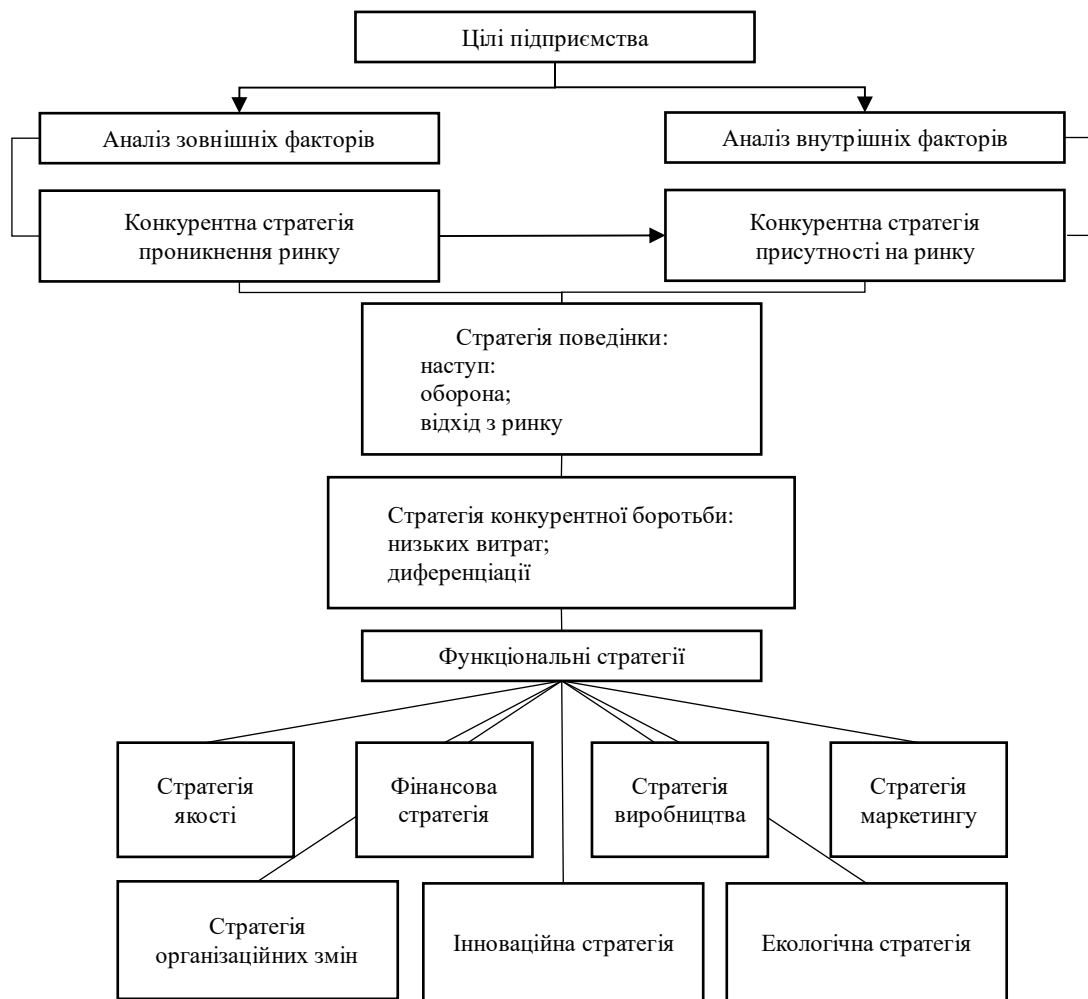 Цілі підприємства
Аналіз зовнішніх факторів
Аналіз внутрішніх факторів
Конкурентна стратегія
проникнення ринку
Конкурентна стратегія
присутності на ринку
Стратегія поведінки:
наступ:
оборона;
відхід з ринку
Стратегія конкурентної боротьби:
низьких витрат;
диференціації
Функціональні стратегії
Стратегія
якості
Фінансова
стратегія
Стратегія
виробництва
Стратегія
маркетингу
Стратегія
організаційних змін
Інноваційна стратегія
Екологічна стратегія